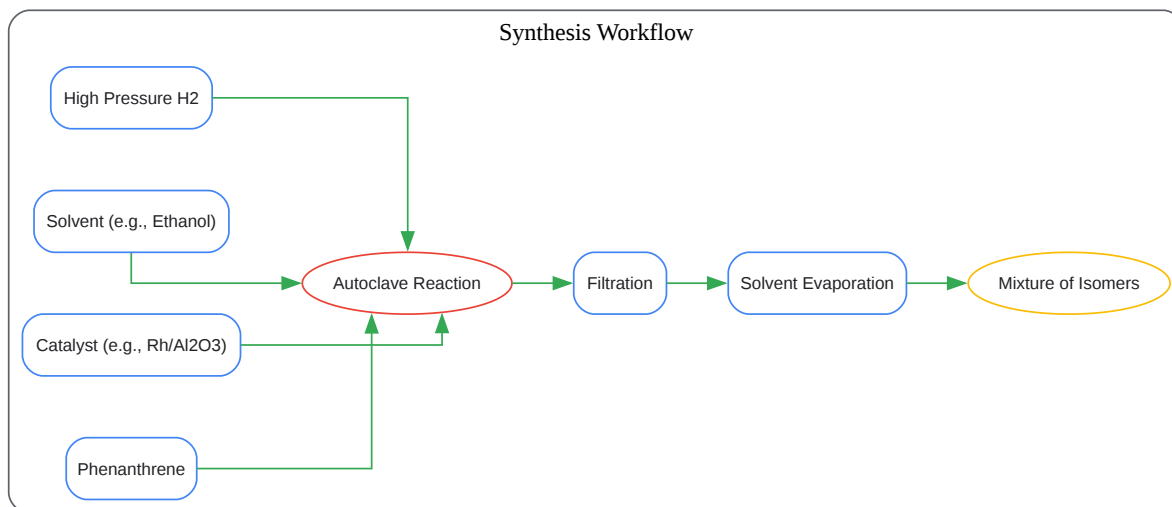 Synthesis Workflow
High Pressure H2
Solvent (e.g., Ethanol)
Autoclave Reaction
Filtration
Solvent Evaporation
Mixture of Isomers
Catalyst (e.g., Rh/Al2O3)
Phenanthrene